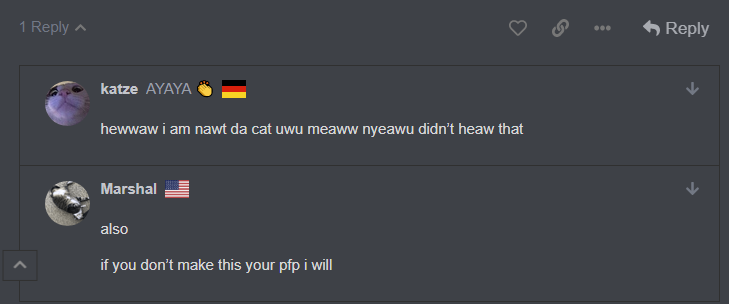 1 Reply
Reply
katze AYAYA
hewwaw i am nawt da cat uwu meaww nyeawu didn’t heaw that
Marshal
also
if you don’t make this your pfp i will